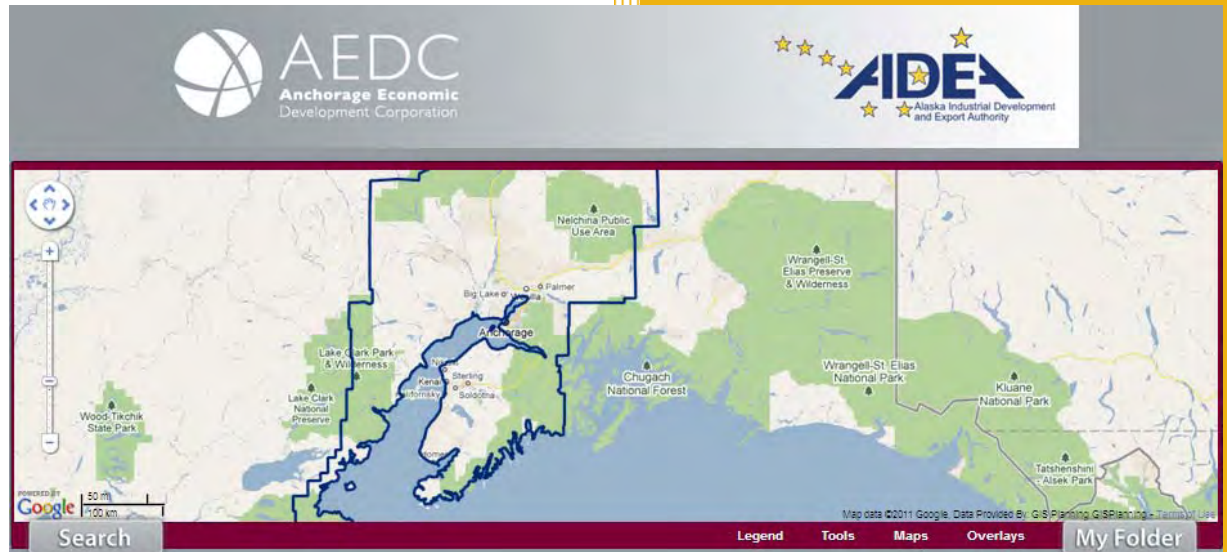 AEDC
Anchorage Economic
Development Corporation
AIDEA
Alaska Industrial Development
and Export Authority
Nelchina Public
Use Area
Wrangell-St.
Elias Preserve
& Wilderness
Big Lake
Palmer
Anchorage
Lake Clark Park
& Wilderness
Kenai
Sterling
Soldotna
Lake Clark
National
Preserve
Wood-Tikchik
State Park
Chugach
National Forest
Wrangell-St. Elias
National Park
Kluane
National Park
Tatshenshini
- Alsek Park
POWERED BY
Google
50 mi
100 km
Map data ©2011 Google, Data Provided By: GIS Planning GISPlanning - Terms of Use
Search
Legend
Tools
Maps
Overlays
My Folder